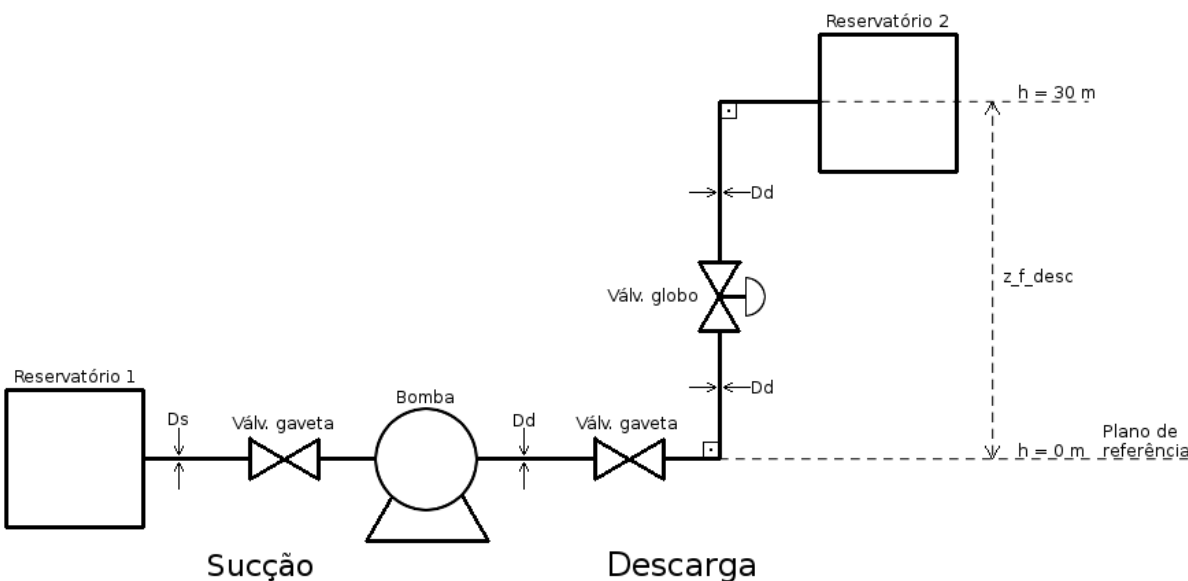 Reservatório 2
h = 30 m
Dd
z_f_desc
Válv. globo
Reservatório 1
Bomba
Dd
Ds
Válv. gaveta
Dd
Válv. gaveta
Plano de
h = 0 m
referência
Sucção
Descarga